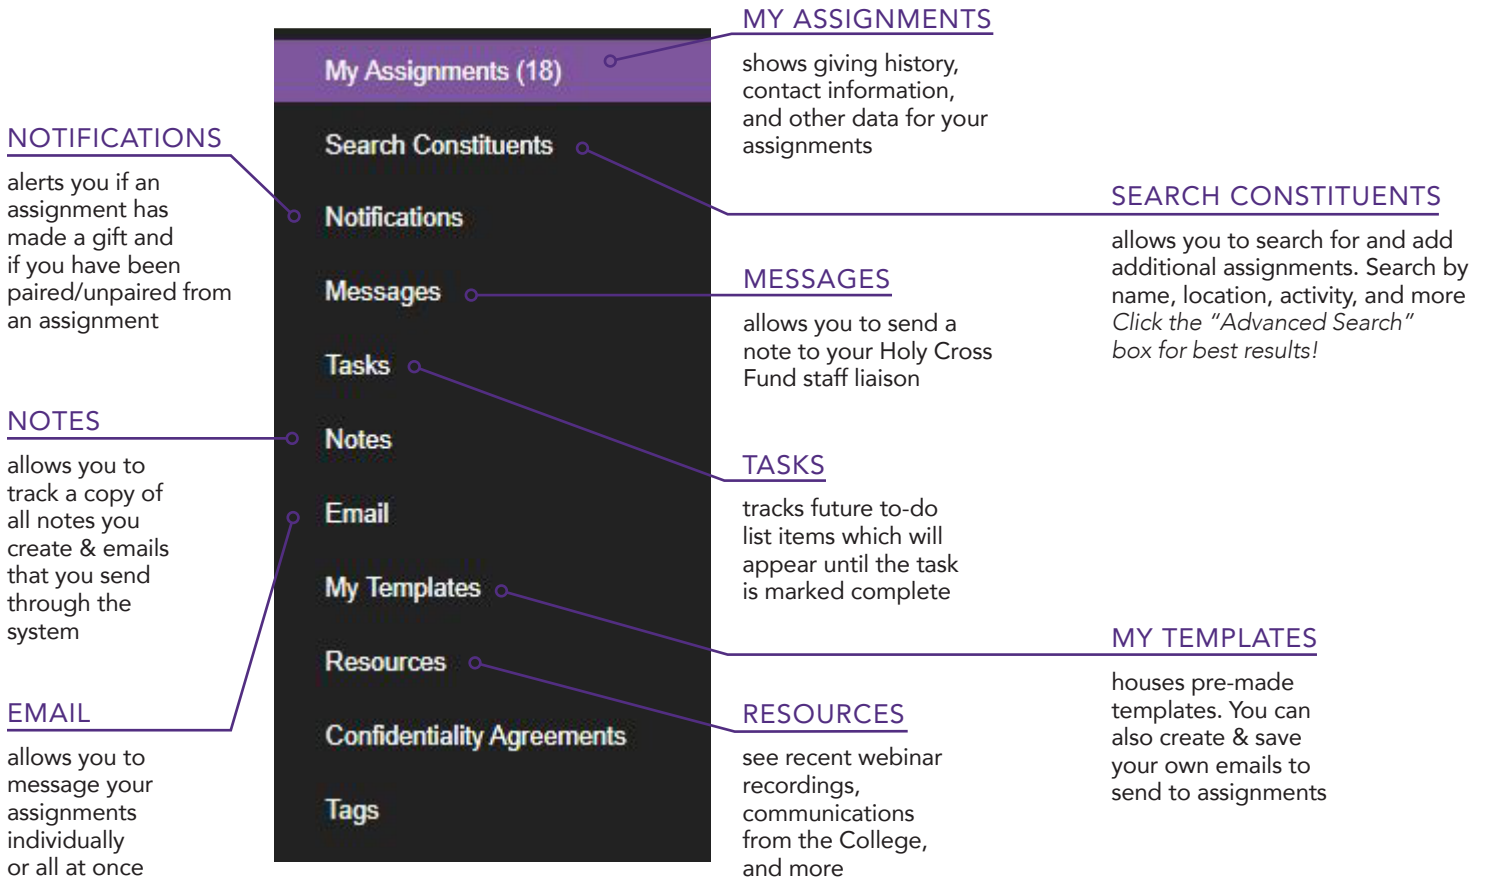 MY ASSIGNMENTS
shows giving history,
contact information,
and other data for your
assignments
My Assignments (18)
Search Constituents
Notifications
Messages
Tasks
Notes
Email
My Templates
Resources
Confidentiality Agreements
Tags
NOTIFICATIONS
alerts you if an
assignment has
made a gift and
if you have been
paired/unpaired from
an assignment
NOTES
allows you to
track a copy of
all notes you
create & emails
that you send
through the
system
EMAIL
allows you to
message your
assignments
individually
or all at once
SEARCH CONSTITUENTS
allows you to search for and add
additional assignments. Search by
name, location, activity, and more
Click the “Advanced Search”
box for best results!
MESSAGES
allows you to send a
note to your Holy Cross
Fund staff liaison
TASKS
tracks future to-do
list items which will
appear until the task
is marked complete
MY TEMPLATES
houses pre-made
templates. You can
also create & save
your own emails to
send to assignments
RESOURCES
see recent webinar
recordings,
communications
from the College,
and more